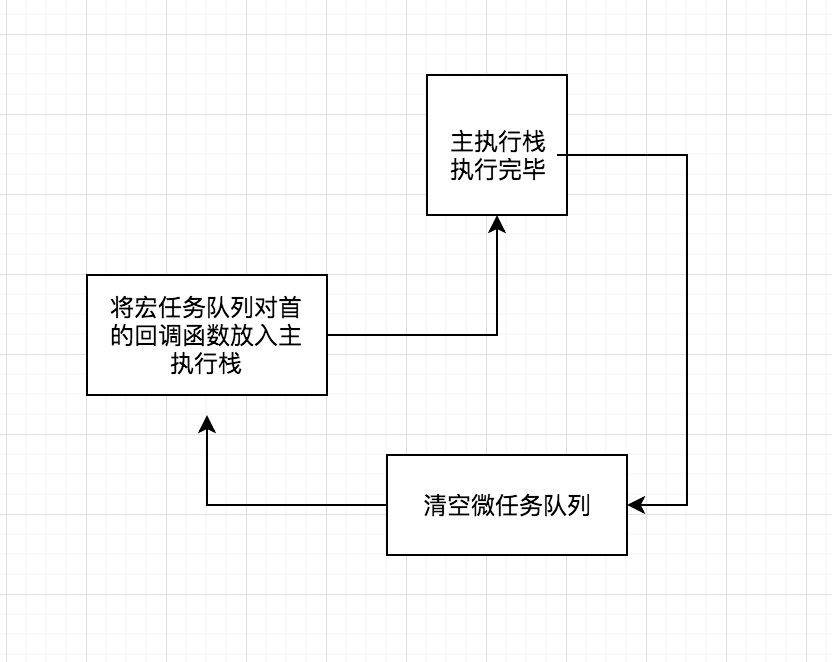 主执行栈
执行完毕
将宏任务队列对首
的回调函数放入主
执行栈
清空微任务队列